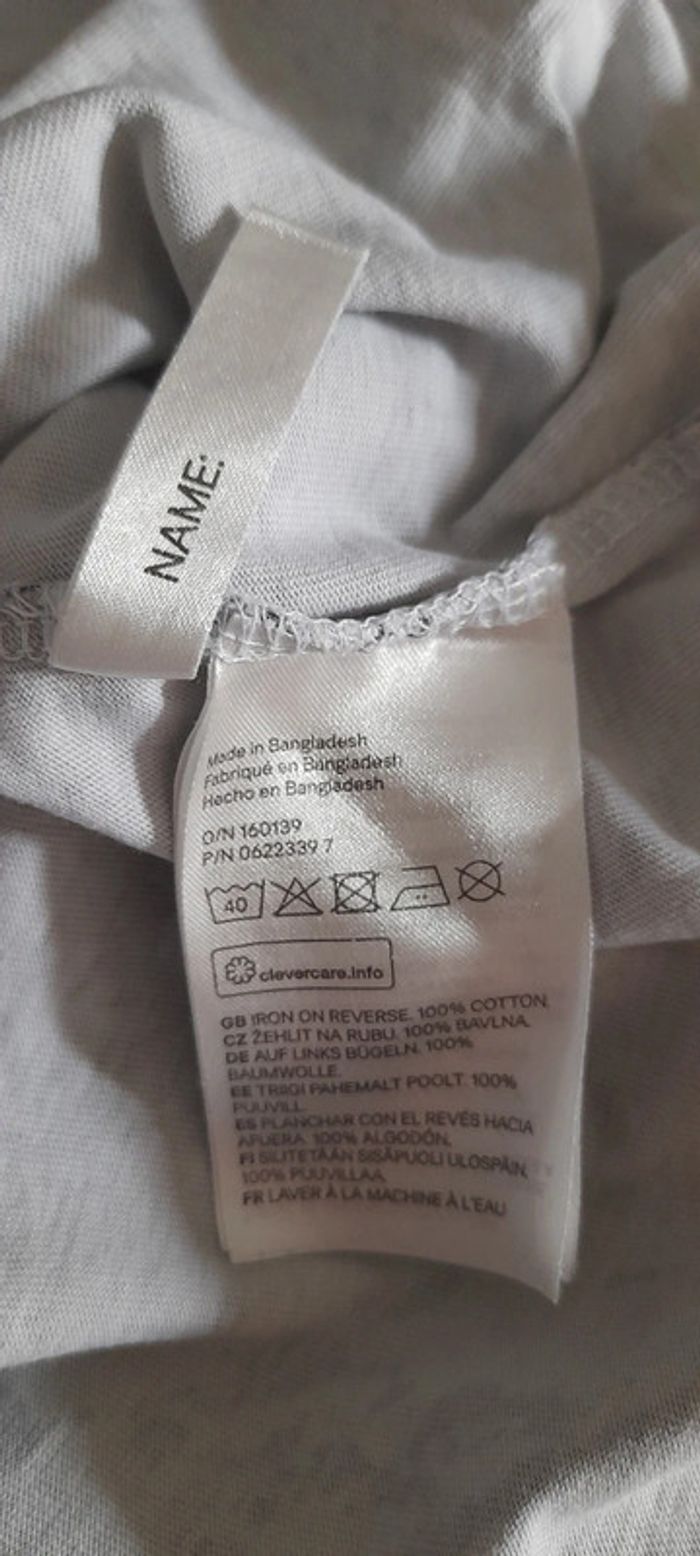 NAME:
Made in Bangladesh
Fabriqué en Bangladesh
Hecho en Bangladesh
O/N 160139
P/N 0622339 7
40
clevercare.info
GB IRON ON REVERSE. 100% COTTON.
CZ ŽEHLIT NA RUBU. 100% BAVLNA.
DE AUF LINKS BÜGELN. 100%
BAUMWOLLE.
EE TRIIGI PAHEMALT POOLT. 100%
PUUVILL.
ES PLANCHAR CON EL REVÉS HACIA
AFUERA. 100% ALGODÓN.
FI SILITETÄÄN SISÄPUOLI ULOSPÄIN.
100% PUUVILLAA.
FR LAVER À LA MACHINE À L'EAU